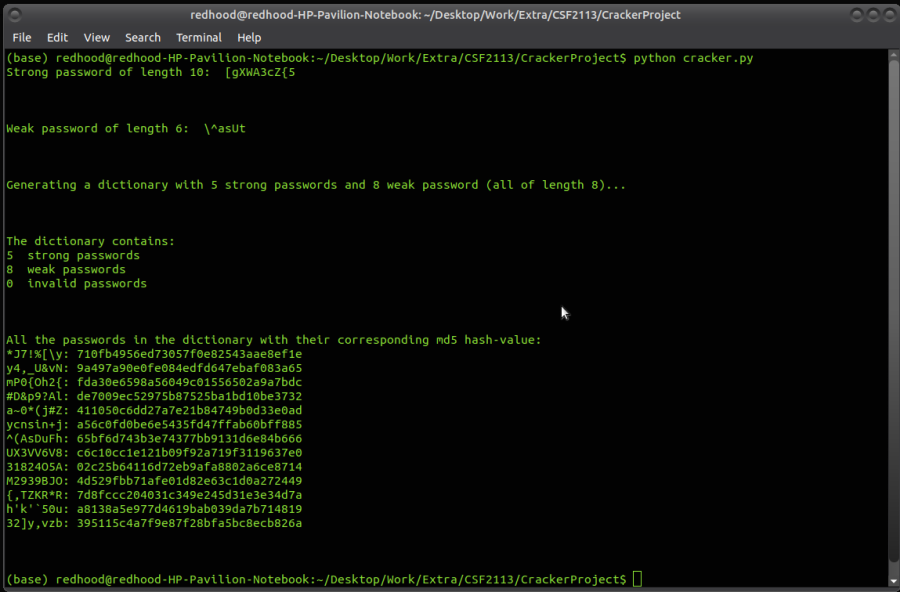 redhood@redhood-HP-Pavilion-Notebook: ~/Desktop/Work/Extra/CSF2113/CrackerProject
File Edit View Search Terminal Help
(base) redhood@redhood-HP-Pavilion-Notebook:~/Desktop/Work/Extra/CSF2113/CrackerProject$ python cracker.py
Strong password of length 10:  [gXWA3cZ{5
Weak password of length 6:  \^asUt
Generating a dictionary with 5 strong passwords and 8 weak password (all of length 8)...
The dictionary contains:
5  strong passwords
8  weak passwords
0  invalid passwords
All the passwords in the dictionary with their corresponding md5 hash-value:
*J7!%[\y: 710fb4956ed73057f0e82543aae8ef1e
y4,_U&vN: 9a497a90e0fe084edfd647ebaf083a65
mP0{Oh2{: fda30e6598a56049c01556502a9a7bdc
#D&p9?Al: de7009ec52975b87525ba1bd10be3732
a~0*(j#Z: 411050c6dd27a7e21b84749b0d33e0ad
ycnsin+j: a56c0fd0be6e5435fd47ffab60bff885
^(AsDuFh: 65bf6d743b3e74377bb9131d6e84b666
UX3VV6V8: c6c10cc1e121b09f92a719f3119637e0
31824O5A: 02c25b64116d72eb9afa8802a6ce8714
M2939BJO: 4d529fbb71afe01d82e63c1d0a272449
{,TZKR*R: 7d8fccc204031c349e245d31e3e34d7a
h'k'`50u: a8138a5e977d4619bab039da7b714819
32]y,vzb: 395115c4a7f9e87f28bfa5bc8ecb826a
(base) redhood@redhood-HP-Pavilion-Notebook:~/Desktop/Work/Extra/CSF2113/CrackerProject$